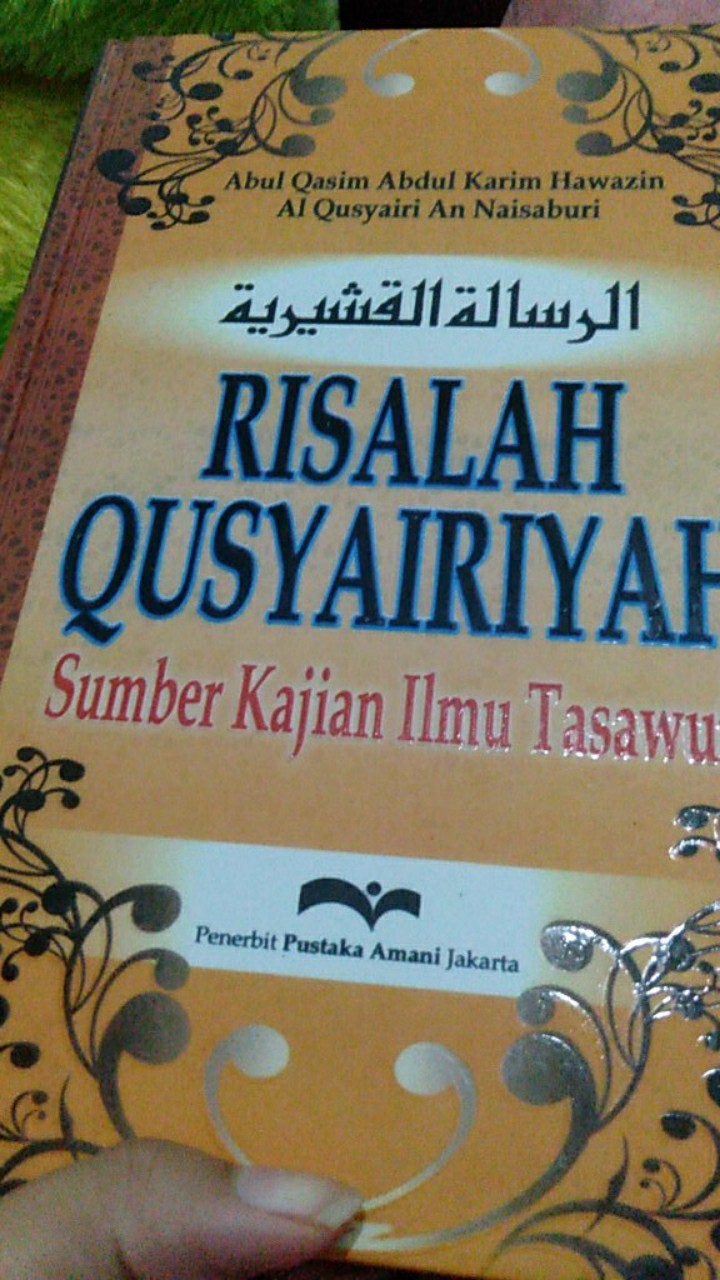 Abul Qasim Abdul Karim Hawazin
Al Qusyairi An Naisaburi
الرسالة القشيرية
RISALAH
QUSYAIRIYAH
Sumber Kajian Ilmu Tasawu
Penerbit Pustaka Amani Jakarta